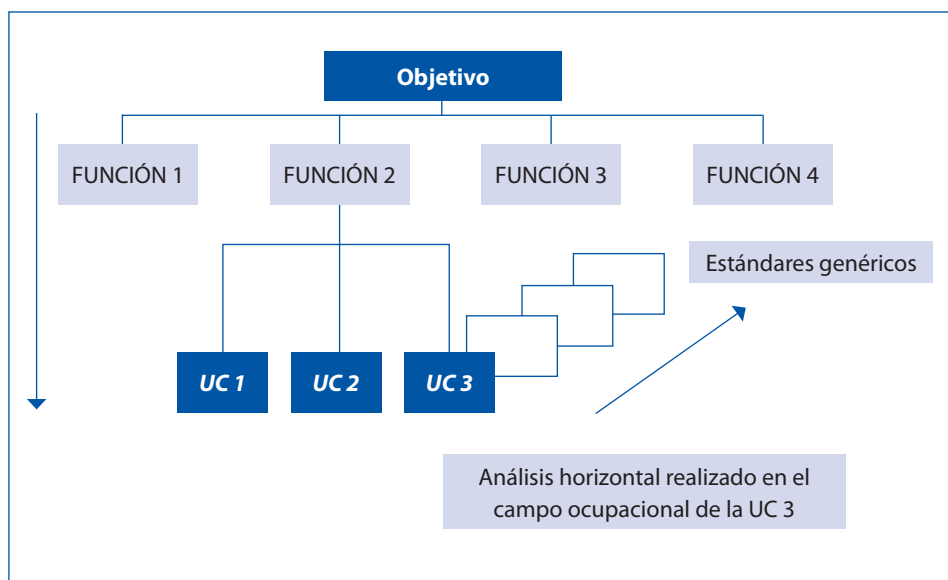 Objetivo
FUNCIÓN 1
FUNCIÓN 2
FUNCIÓN 3
FUNCIÓN 4
Estándares genéricos
UC 1
UC 2
UC 3
Análisis horizontal realizado en el
campo ocupacional de la UC 3